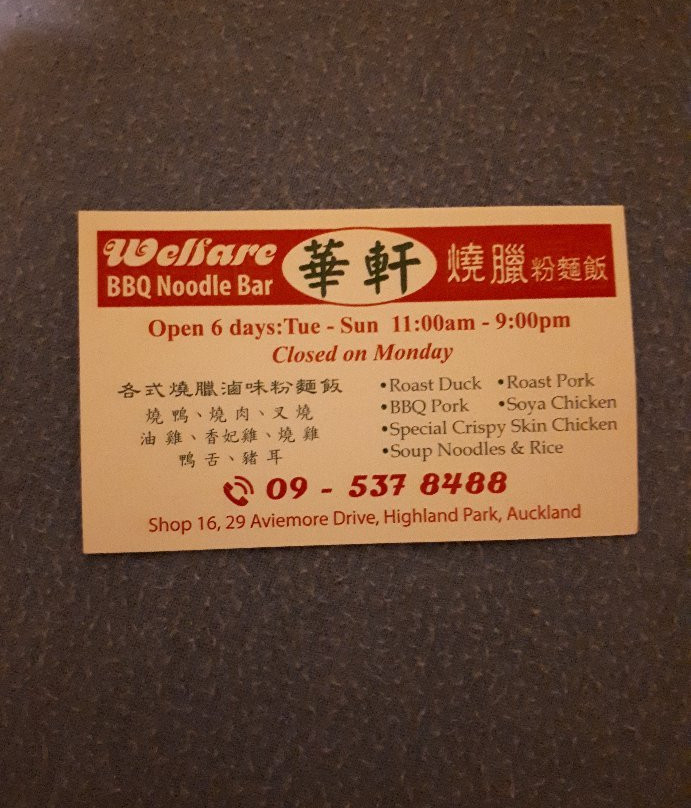 Welfare
BBQ Noodle Bar
華軒
燒臘粉麵飯
Open 6 days:Tue - Sun 11:00am - 9:00pm
Closed on Monday
各式燒臘滷味粉麵飯
燒鴨、燒肉、叉燒
油雞、香妃雞、燒雞
鴨舌、豬耳
•Roast Duck •Roast Pork
•BBQ Pork •Soya Chicken
•Special Crispy Skin Chicken
•Soup Noodles & Rice
09 - 537 8488
Shop 16, 29 Aviemore Drive, Highland Park, Auckland